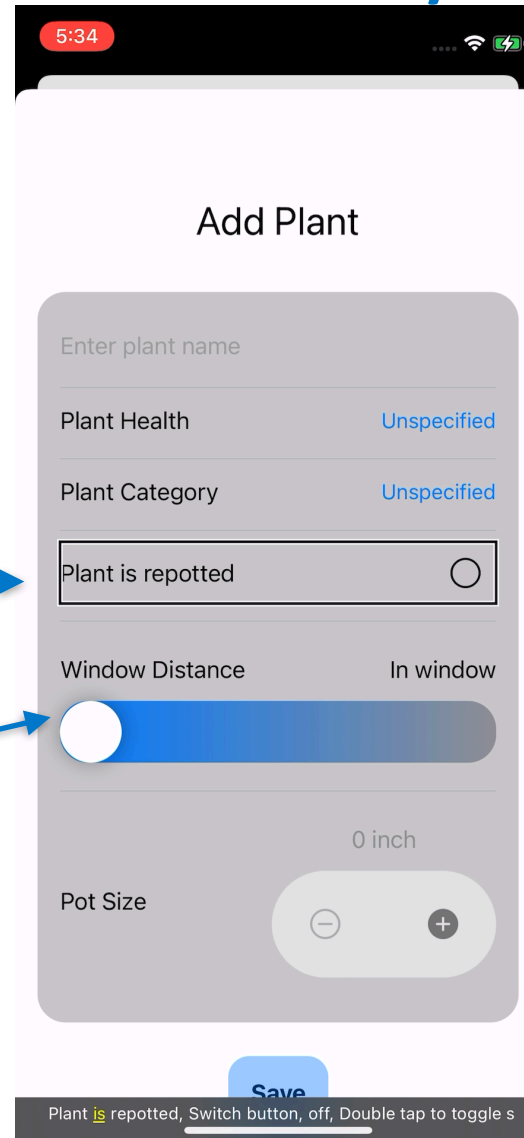 5:34
Add Plant
Enter plant name
Plant Health Unspecified
Plant Category Unspecified
Plant is repotted
Window Distance In window
0 inch
Pot Size
Save
Plant is repotted, Switch button, off, Double tap to toggle s